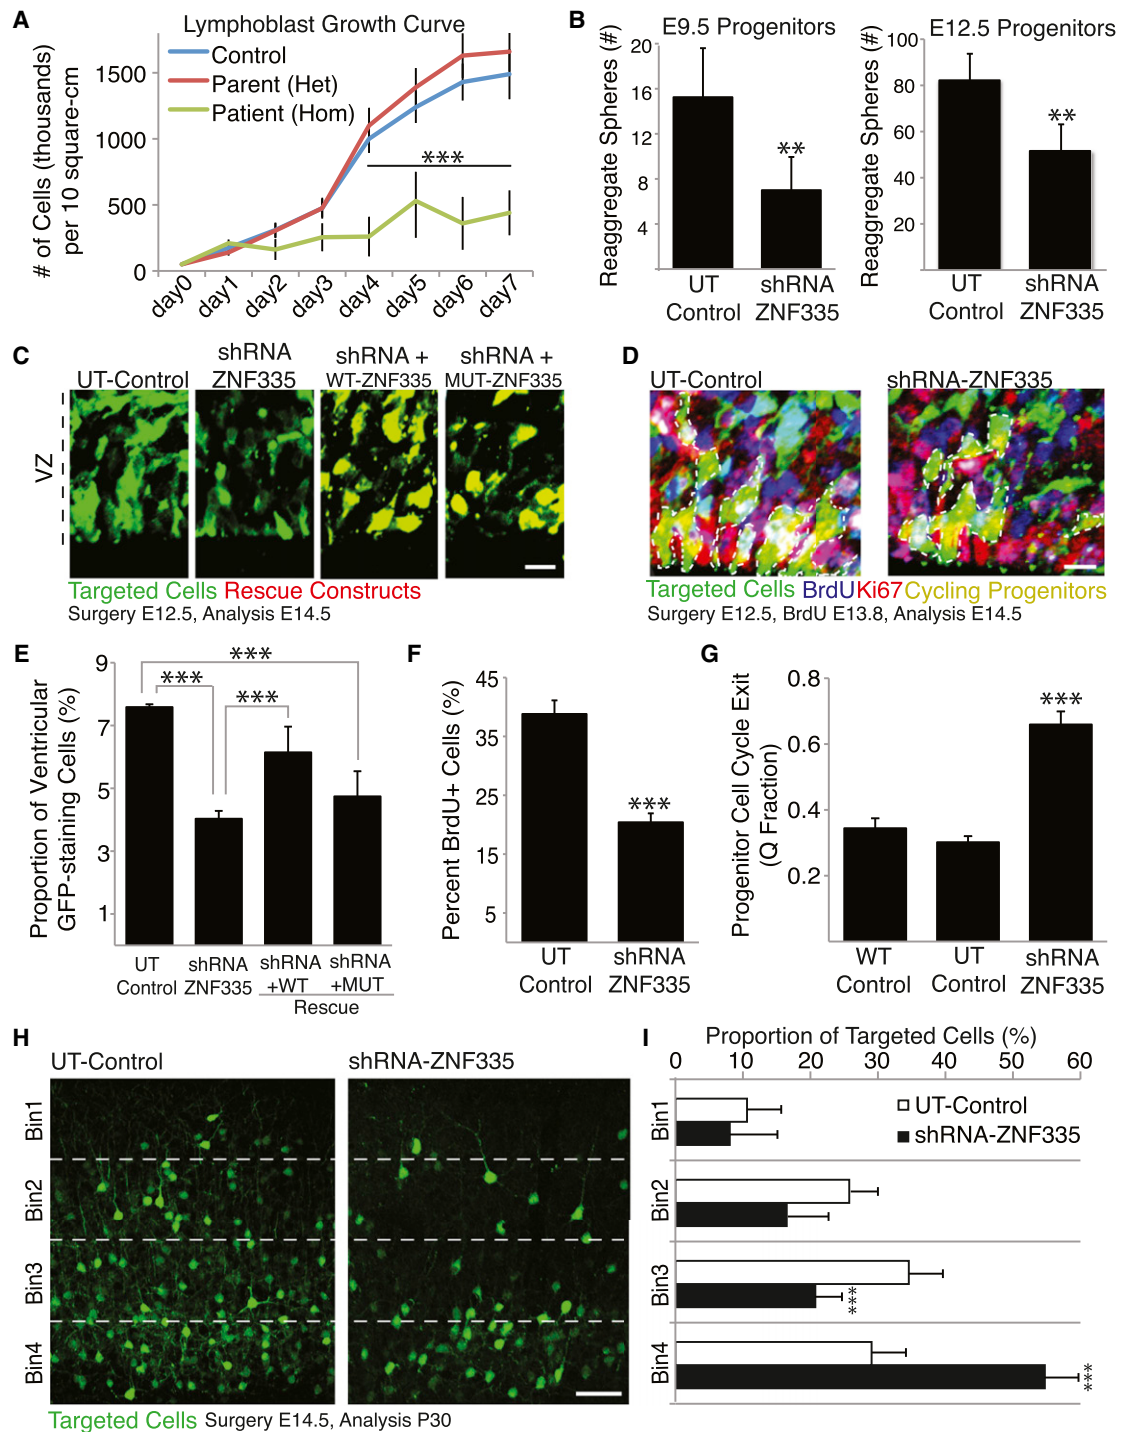 A
Lymphoblast Growth Curve
Control
Parent (Het)
Patient (Hom)
# of Cells (thousands)
per 10 square-cm
1500
1000
500
0
***
day0 day1 day2 day3 day4 day5 day6 day7
B
E9.5 Progenitors
Reaggregate Spheres (#)
20
16
12
8
4
**
UT
Control
shRNA
ZNF335
E12.5 Progenitors
Reaggregate Spheres (#)
100
80
60
40
20
**
UT
Control
shRNA
ZNF335
C
UT-Control
shRNA
ZNF335
shRNA +
WT-ZNF335
shRNA +
MUT-ZNF335
VZ
Targeted Cells Rescue Constructs
Surgery E12.5, Analysis E14.5
D
UT-Control
shRNA-ZNF335
Targeted Cells BrdU Ki67 Cycling Progenitors
Surgery E12.5, BrdU E13.8, Analysis E14.5
E
Proportion of Ventricular
GFP-staining Cells (%)
9
7
5
3
1
***
***
***
UT
Control
shRNA
ZNF335
shRNA
+WT
shRNA
+MUT
Rescue
F
Percent BrdU+ Cells (%)
45
35
25
15
5
***
UT
Control
shRNA
ZNF335
G
Progenitor Cell Cycle Exit
(Q Fraction)
0.8
0.6
0.4
0.2
***
WT
Control
UT
Control
shRNA
ZNF335
H
UT-Control
shRNA-ZNF335
Bin1
Bin2
Bin3
Bin4
Targeted Cells Surgery E14.5, Analysis P30
I
Proportion of Targeted Cells (%)
0 10 20 30 40 50 60
UT-Control
shRNA-ZNF335
Bin1
Bin2
Bin3
***
Bin4
***